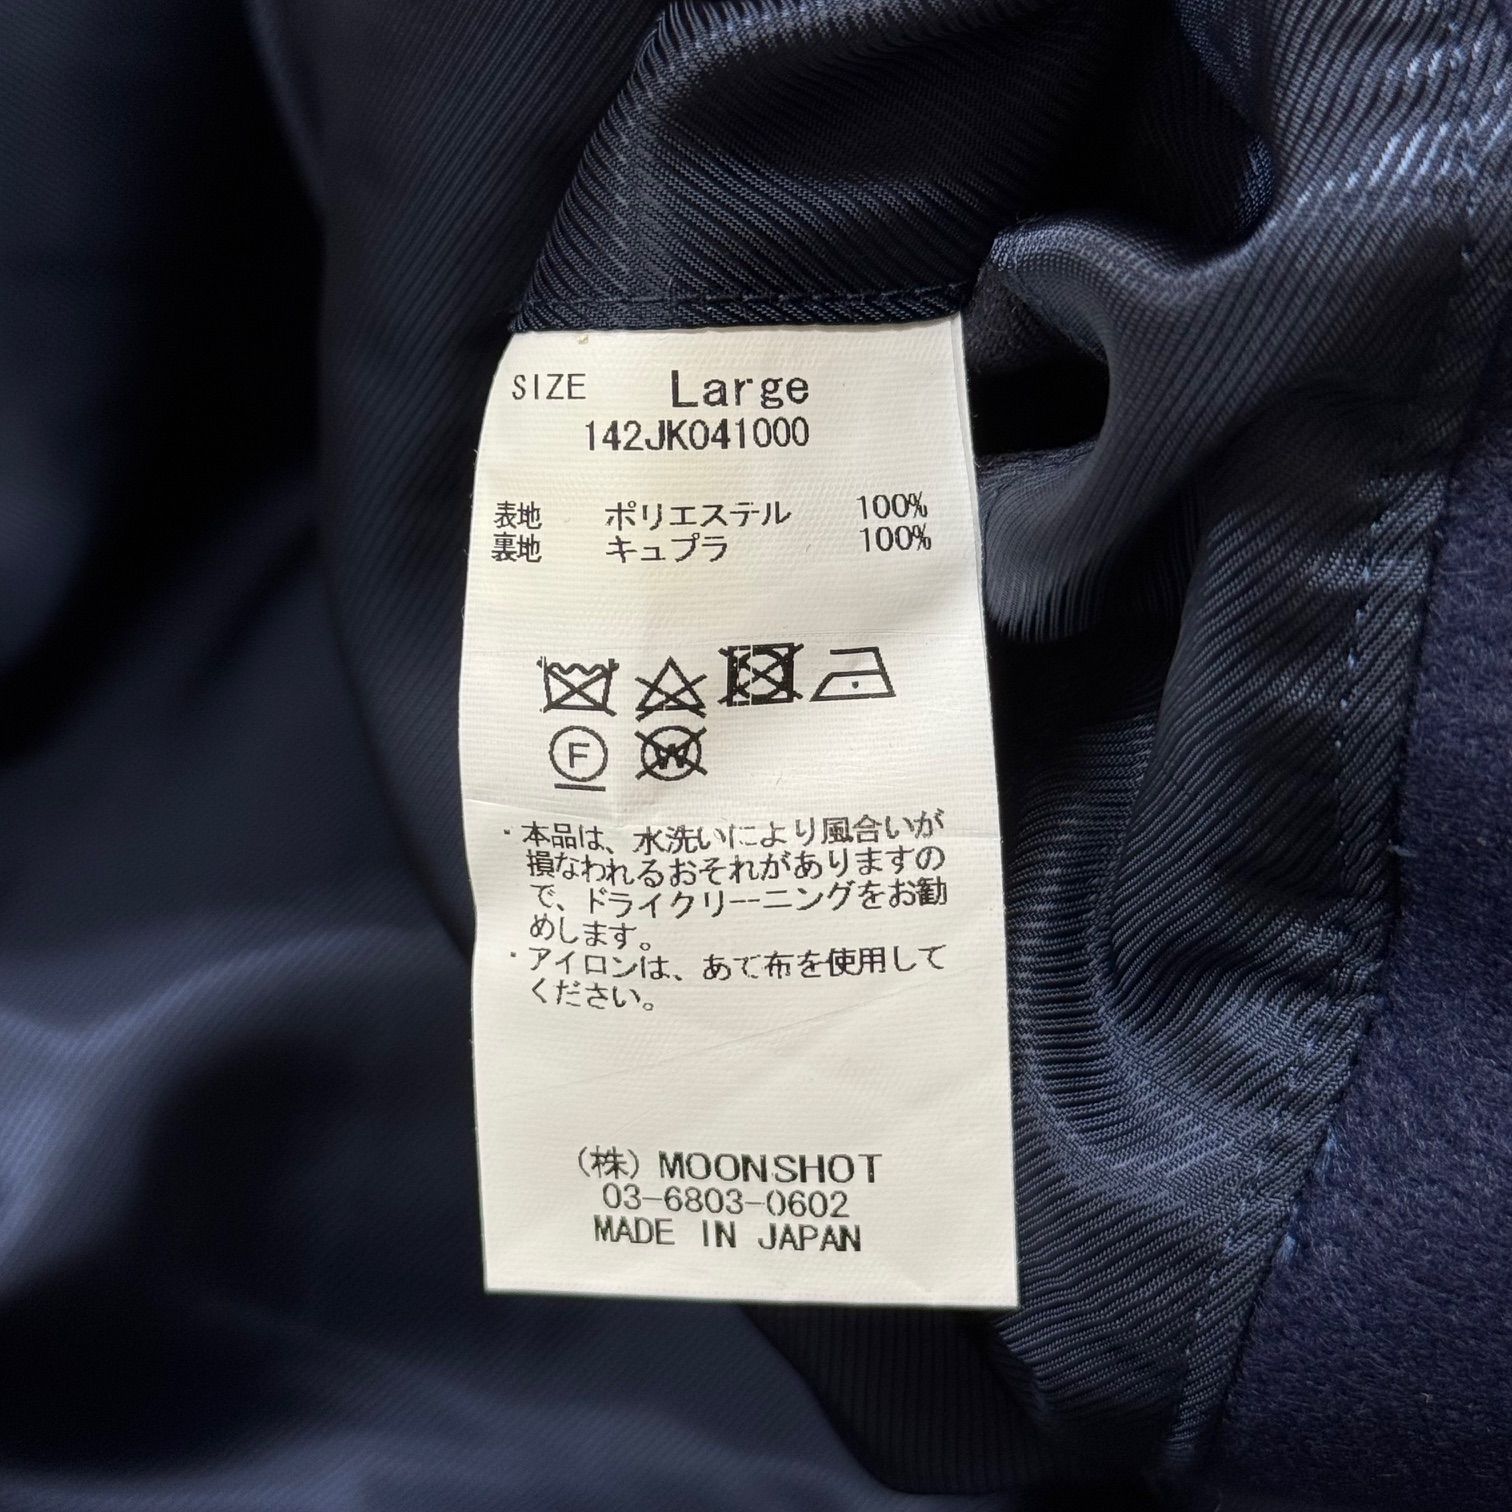 SIZE Large
142JK041000
表地 ポリエステル 100%
裏地 キュプラ 100%
F
W
・本品は、水洗いにより風合いが
損なわれるおそれがありますの
で、ドライクリーニングをお勧
めします。
・アイロンは、あて布を使用して
ください。
(株) MOONSHOT
03-6803-0602
MADE IN JAPAN